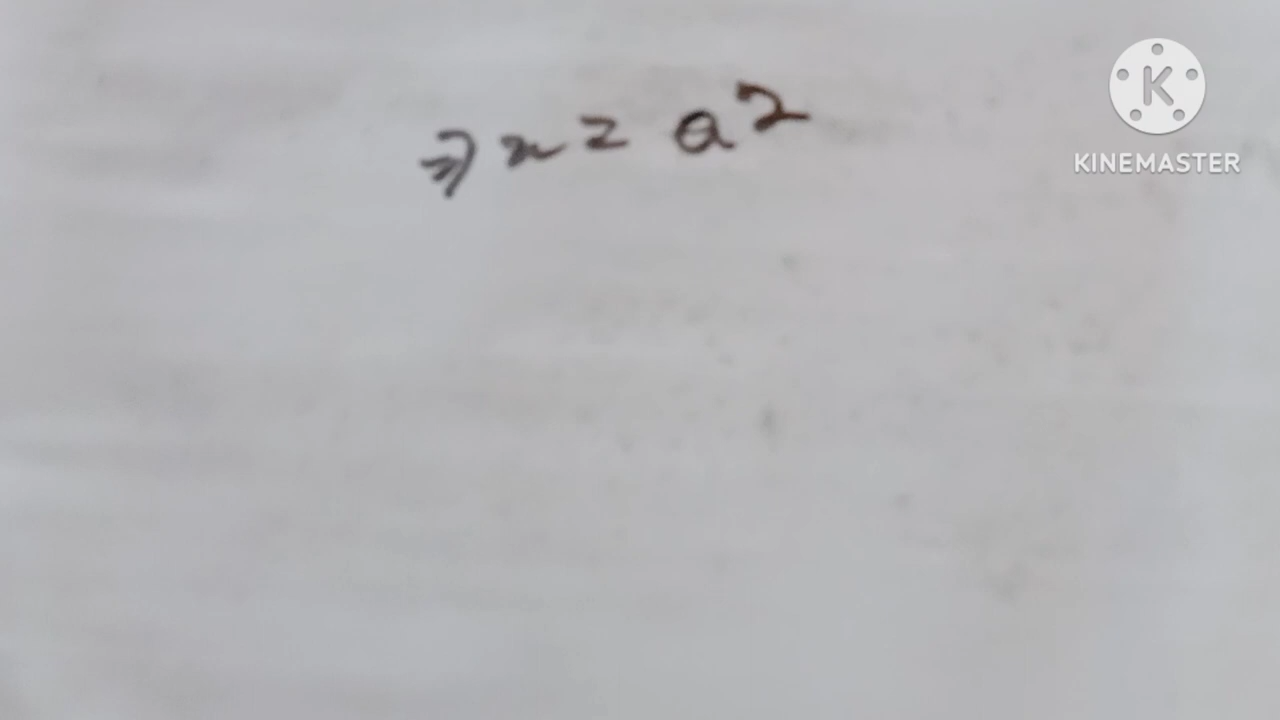 ⇒ x = a²
KINEMASTER